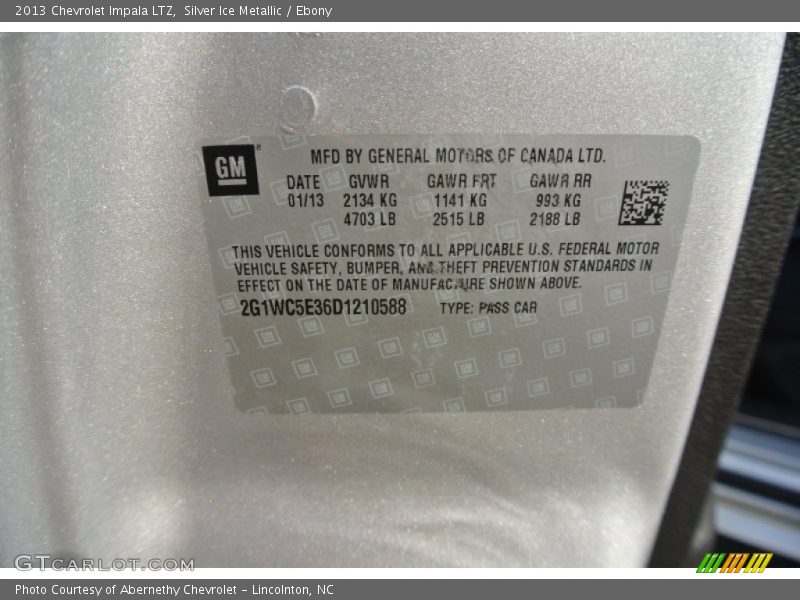 2013 Chevrolet Impala LTZ, Silver Ice Metallic / Ebony
GM
MFD BY GENERAL MOTORS OF CANADA LTD.
DATE GVWR GAWR FRT GAWR RR
01/13 2134 KG 1141 KG 993 KG
4703 LB 2515 LB 2188 LB
THIS VEHICLE CONFORMS TO ALL APPLICABLE U.S. FEDERAL MOTOR
VEHICLE SAFETY, BUMPER, AND THEFT PREVENTION STANDARDS IN
EFFECT ON THE DATE OF MANUFACTURE SHOWN ABOVE.
2G1WC5E36D1210588 TYPE: PASS CAR
GTCARLOT.COM
Photo Courtesy of Abernethy Chevrolet – Lincolnton, NC